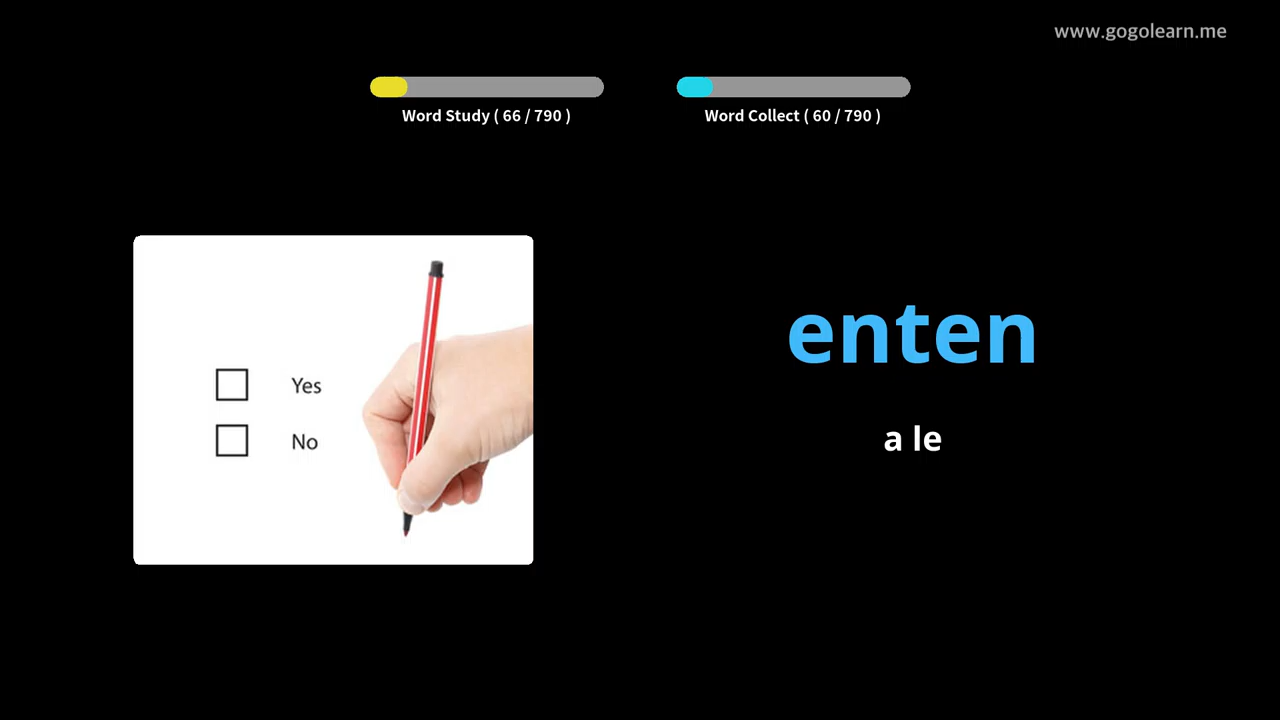 www.gogolearn.me
Word Study ( 66 / 790 )
Word Collect ( 60 / 790 )
Yes
No
enten
a le